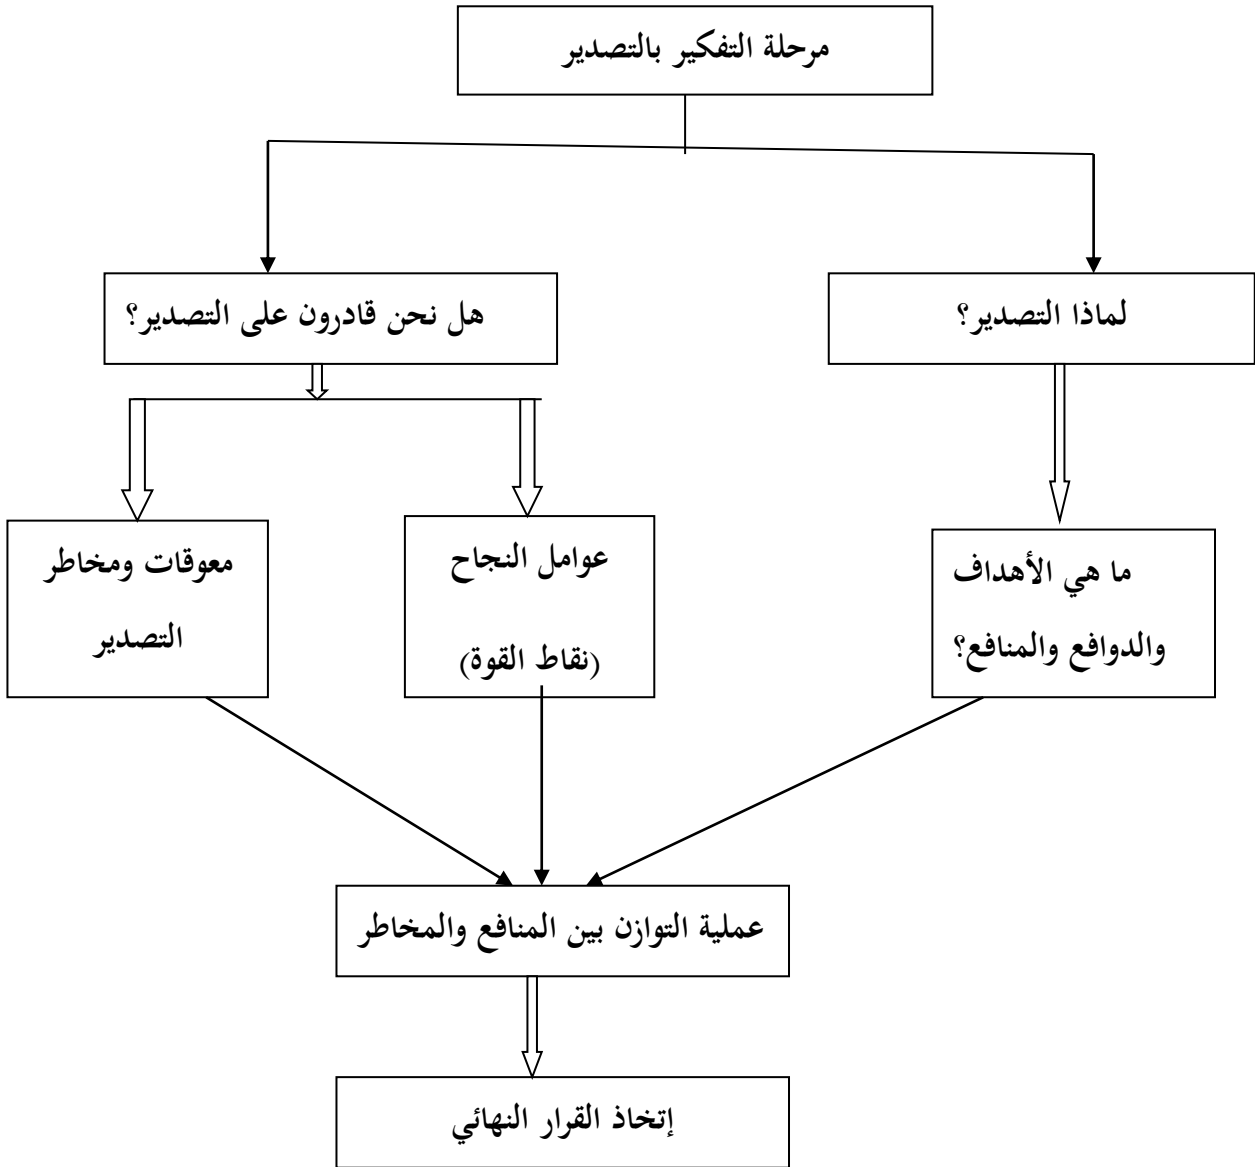 مرحلة التفكير بالتصدير
لماذا التصدير؟
هل نحن قادرون على التصدير؟
ما هي الأهداف
والدوافع والمنافع؟
عوامل النجاح
(نقاط القوة)
معوقات ومخاطر
التصدير
عملية التوازن بين المنافع والمخاطر
إتخاذ القرار النهائي